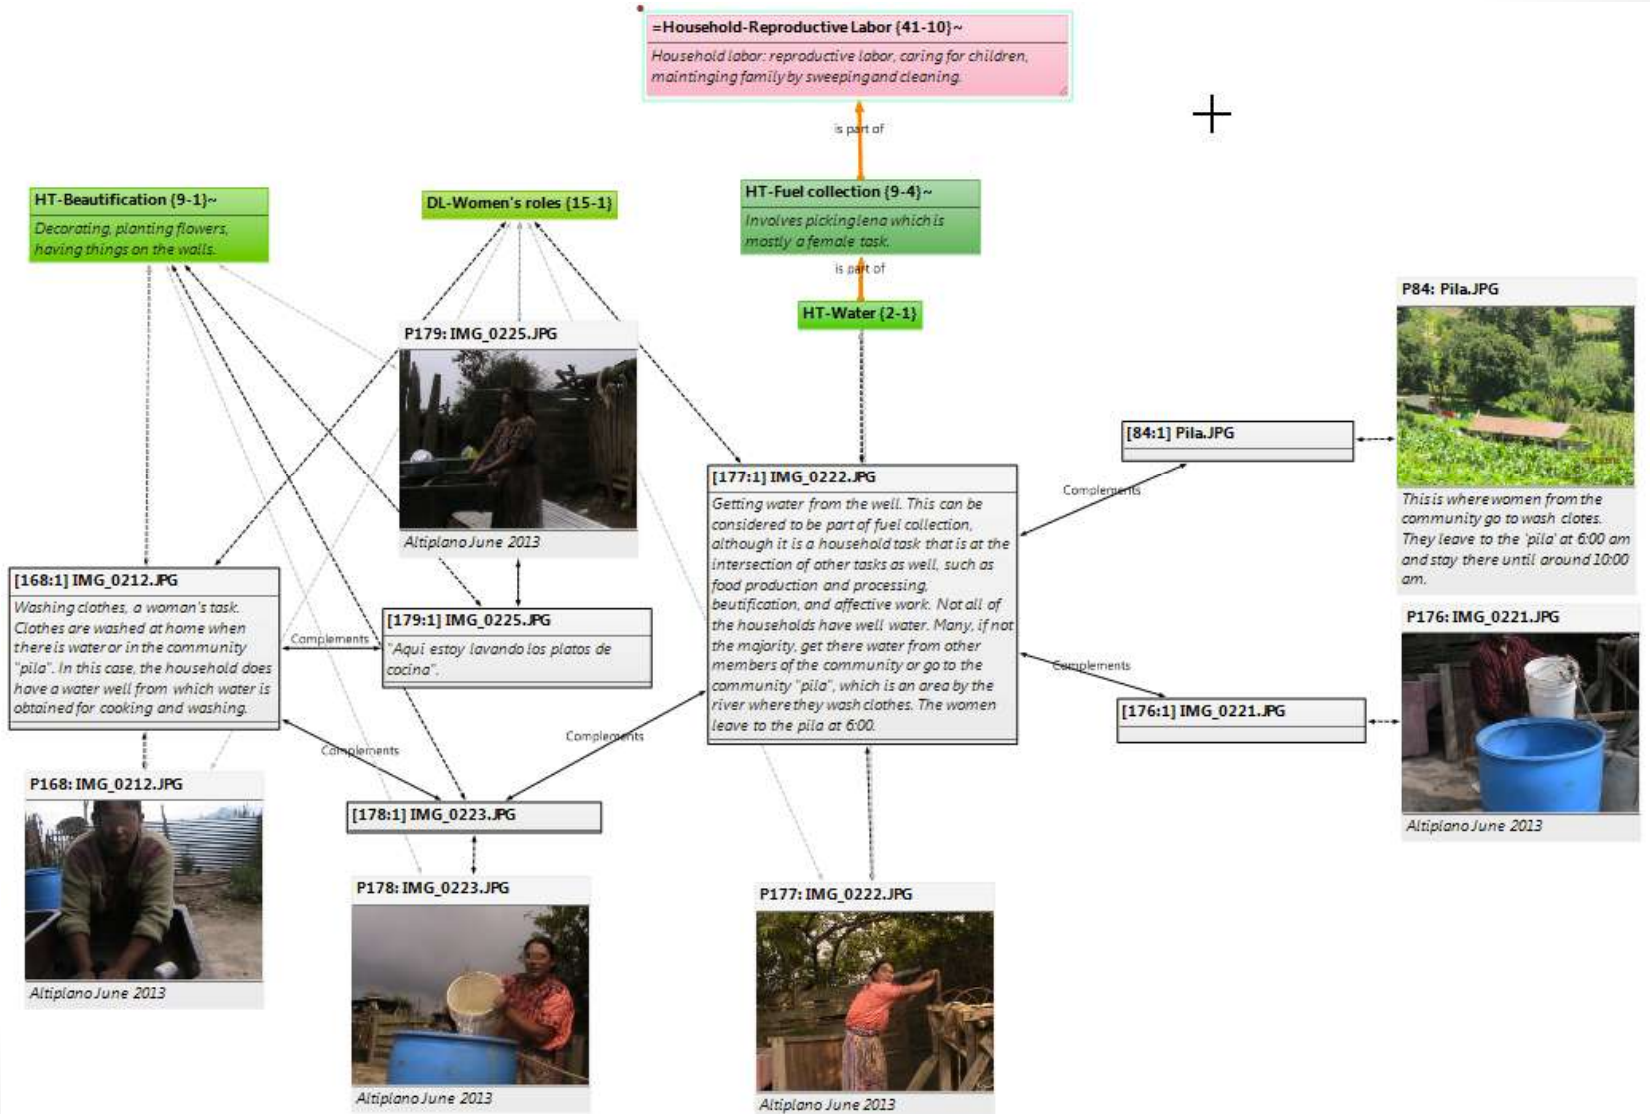 =Household-Reproductive Labor {41-10}~
Household labor: reproductive labor, caring for children,
maintinging family by sweeping and cleaning.
is part of
HT-Beautification {9-1}~
Decorating, planting flowers,
having things on the walls.
DL-Women's roles {15-1}
HT-Fuel collection {9-4}~
Involves picking lena which is
mostly a female task.
is part of
HT-Water {2-1}
P179: IMG_0225.JPG
Altiplano June 2013
P84: Pila.JPG
This is where women from the
community go to wash clotes.
They leave to the 'pila' at 6:00 am
and stay there until around 10:00
am.
[84:1] Pila.JPG
Complements
[177:1] IMG_0222.JPG
Getting water from the well. This can be
considered to be part of fuel collection,
although it is a household task that is at the
intersection of other tasks as well, such as
food production and processing,
beutification, and affective work. Not all of
the households have well water. Many, if not
the majority, get there water from other
members of the community or go to the
community "pila", which is an area by the
river where they wash clothes. The women
leave to the pila at 6:00.
[168:1] IMG_0212.JPG
Washing clothes, a woman's task.
Clothes are washed at home when
there is water or in the community
"pila". In this case, the household does
have a water well from which water is
obtained for cooking and washing.
Complements
[179:1] IMG_0225.JPG
"Aqui estoy lavando los platos de
cocina".
P176: IMG_0221.JPG
Altiplano June 2013
Complements
[176:1] IMG_0221.JPG
Complements
Complements
P168: IMG_0212.JPG
Altiplano June 2013
[178:1] IMG_0223.JPG
P178: IMG_0223.JPG
Altiplano June 2013
P177: IMG_0222.JPG
Altiplano June 2013